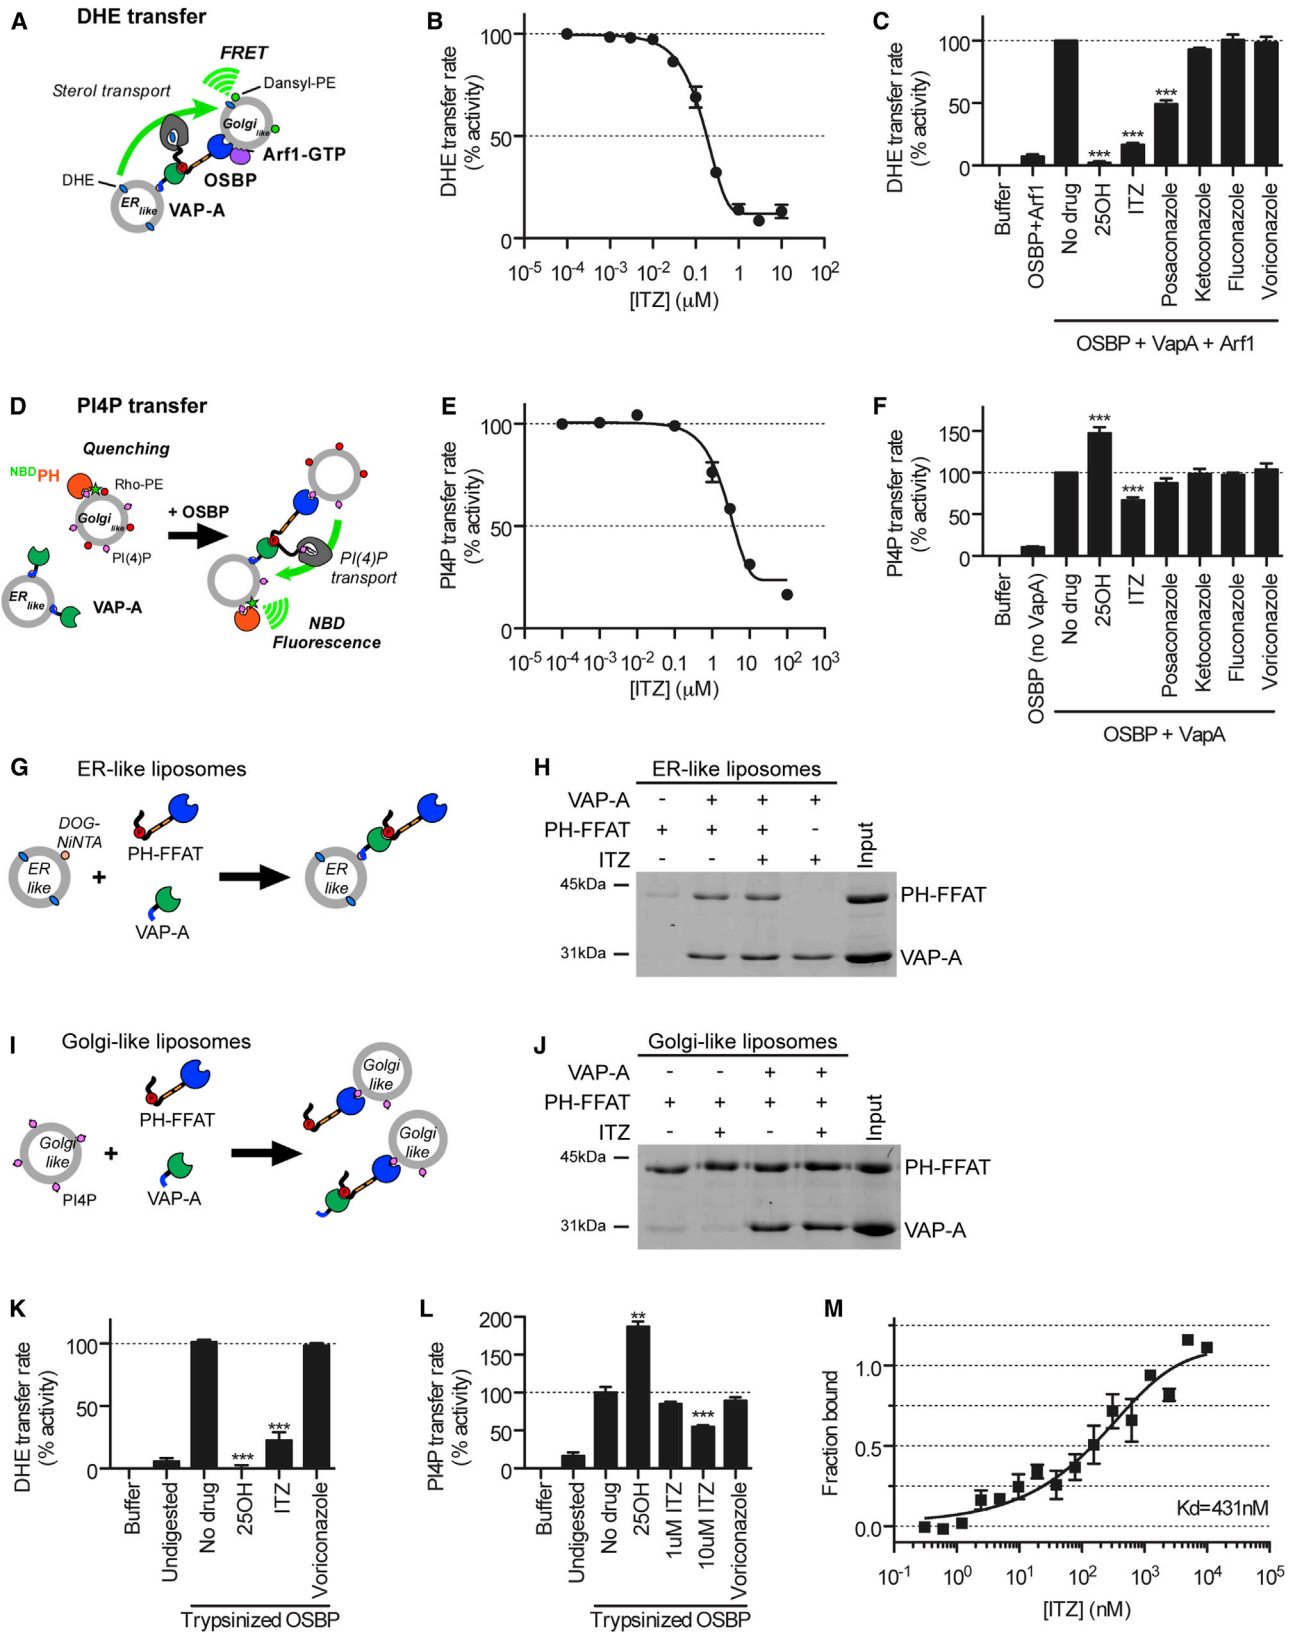 A
DHE transfer
FRET
Sterol transport
Dansyl-PE
Golgi like
Arf1-GTP
OSBP
DHE
ER like
VAP-A
B
DHE transfer rate
(% activity)
100
50
0
10-5 10-4 10-3 10-2 0.1 1 10 102
[ITZ] (μM)
C
DHE transfer rate
(% activity)
100
50
0
*** *** ***
Buffer
OSBP+Arf1
No drug
25OH
ITZ
Posaconazole
Ketoconazole
Fluconazole
Voriconazole
OSBP + VapA + Arf1
D
PI4P transfer
Quenching
NBDPH
Rho-PE
Golgi like
PI(4)P
ER like
VAP-A
+ OSBP
PI(4)P
transport
NBD
Fluorescence
E
PI4P transfer rate
(% activity)
100
50
0
10-5 10-4 10-3 10-2 0.1 1 10 102 103
[ITZ] (μM)
F
PI4P transfer rate
(% activity)
150
100
50
0
*** ***
Buffer
OSBP (no VapA)
No drug
25OH
ITZ
Posaconazole
Ketoconazole
Fluconazole
Voriconazole
OSBP + VapA
G
ER-like liposomes
DOG-
NiNTA
ER
like
+
PH-FFAT
VAP-A
ER
like
H
ER-like liposomes
VAP-A - + + +
PH-FFAT + + + -
ITZ - - + +
Input
45kDa
PH-FFAT
31kDa
VAP-A
I
Golgi-like liposomes
PH-FFAT
Golgi
like
+
PI4P
VAP-A
Golgi
like
Golgi
like
J
Golgi-like liposomes
VAP-A - - + +
PH-FFAT + + + +
ITZ - + - +
Input
45kDa
PH-FFAT
31kDa
VAP-A
K
DHE transfer rate
(% activity)
100
50
0
*** ***
Buffer
Undigested
No drug
25OH
ITZ
Voriconazole
Trypsinized OSBP
L
PI4P transfer rate
(% activity)
200
150
100
50
0
** ***
Buffer
Undigested
No drug
25OH
1uM ITZ
10uM ITZ
Voriconazole
Trypsinized OSBP
M
Fraction bound
1.0
0.5
0.0
Kd=431nM
10-1 100 101 102 103 104 105
[ITZ] (nM)